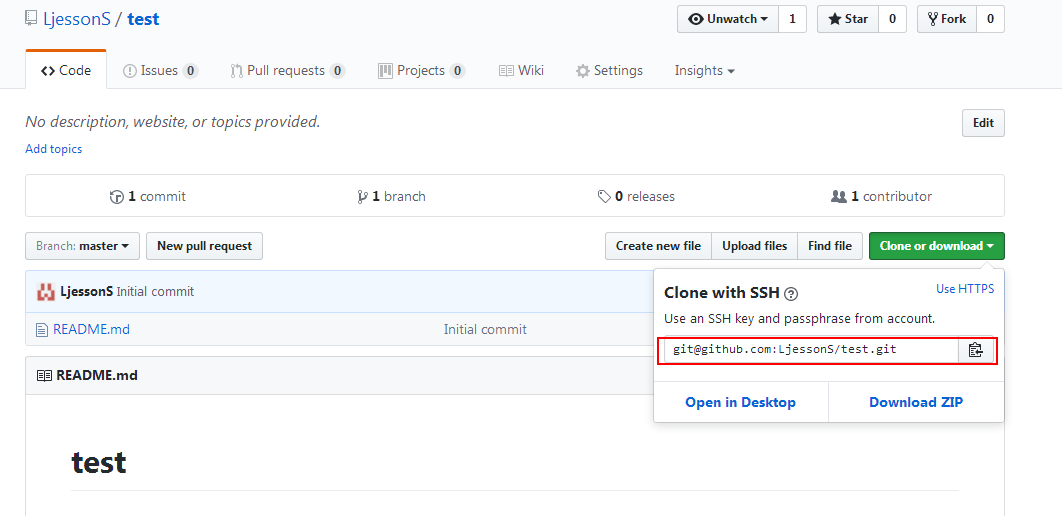 LjessonS / test
Unwatch 1 Star 0 Fork 0
Code Issues 0 Pull requests 0 Projects 0 Wiki Settings Insights
No description, website, or topics provided.
Edit
Add topics
1 commit 1 branch 0 releases 1 contributor
Branch: master New pull request Create new file Upload files Find file Clone or download
LjessonS Initial commit
README.md Initial commit
Clone with SSH ? Use HTTPS
Use an SSH key and passphrase from account.
git@github.com:LjessonS/test.git
Open in Desktop Download ZIP
README.md
test